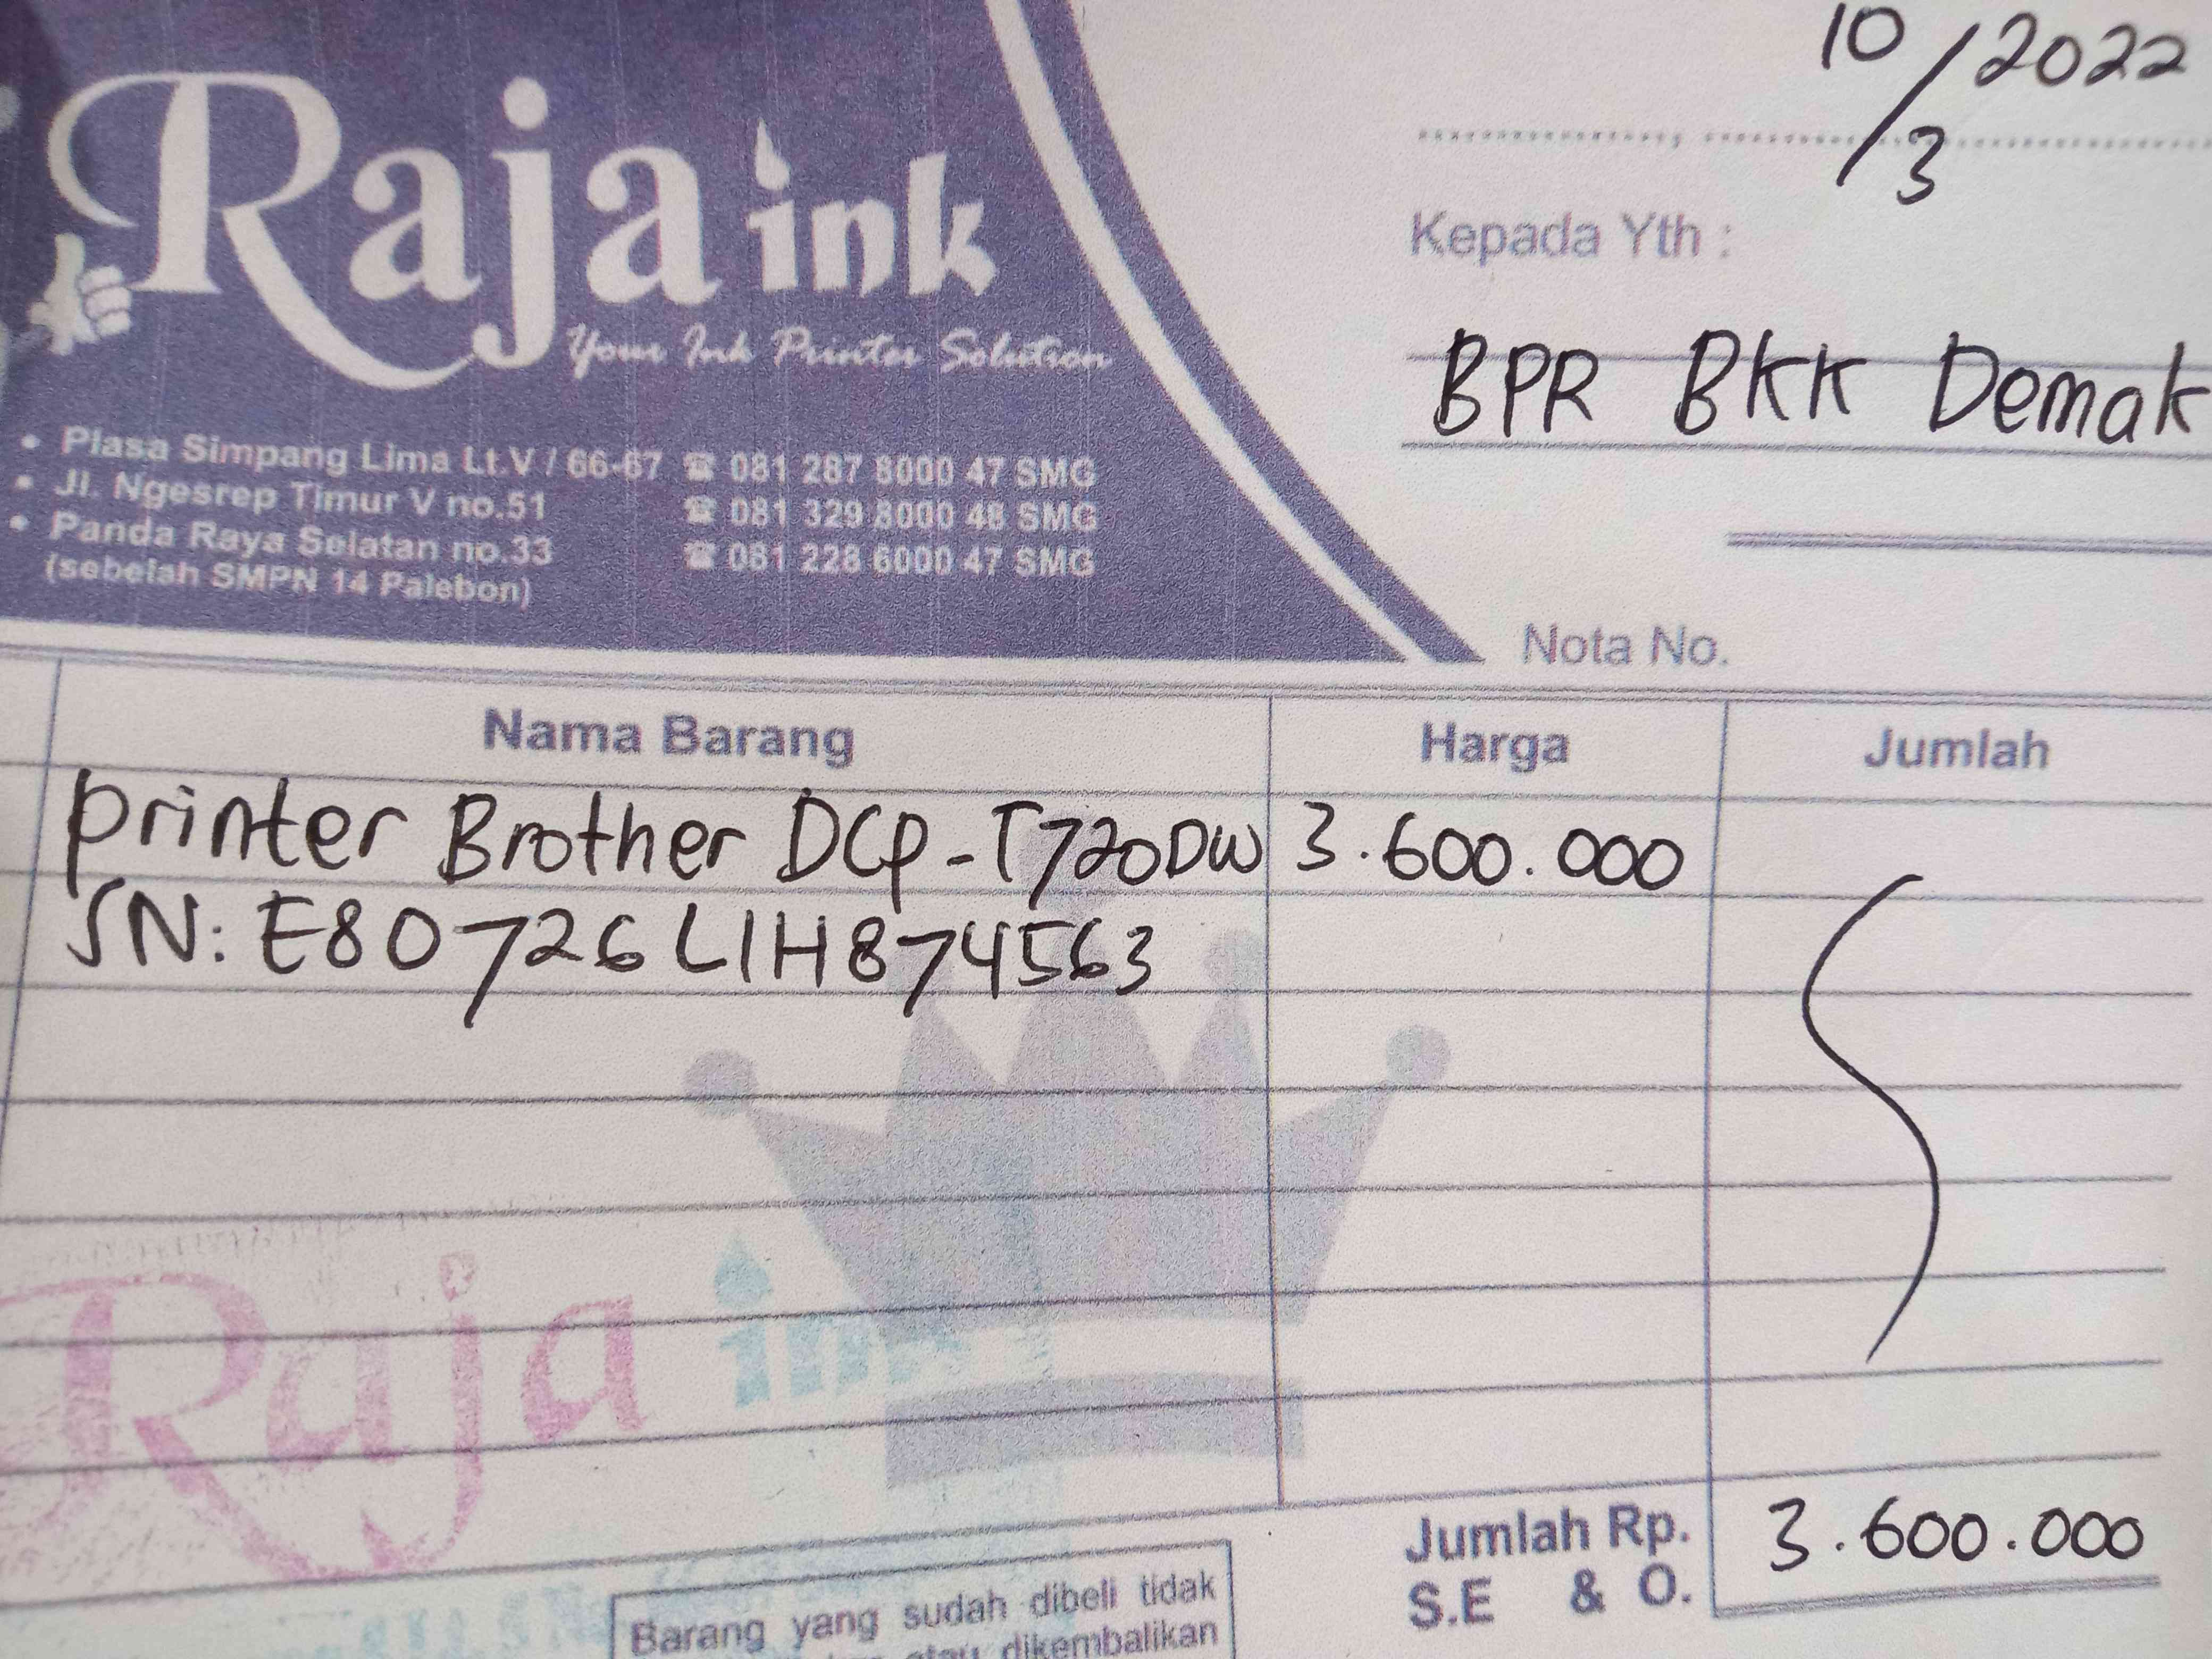 10/3/2022
Raja ink
Your Ink Printer Solution
• Plasa Simpang Lima Lt.V / 66-67 ☎ 081 287 8000 47 SMG
• Jl. Ngesrep Timur V no.51 ☎ 081 329 8000 48 SMG
• Panda Raya Selatan no.33 ☎ 081 228 6000 47 SMG
(sebelah SMPN 14 Palebon)
Kepada Yth :
BPR BKK Demak
Nota No.
Nama Barang Harga Jumlah
Printer Brother DCP-T720DW 3.600.000
SN: E80726L1H874563
Raja ink
Jumlah Rp. 3.600.000
S.E & O.
Barang yang sudah dibeli tidak
atau dikembalikan